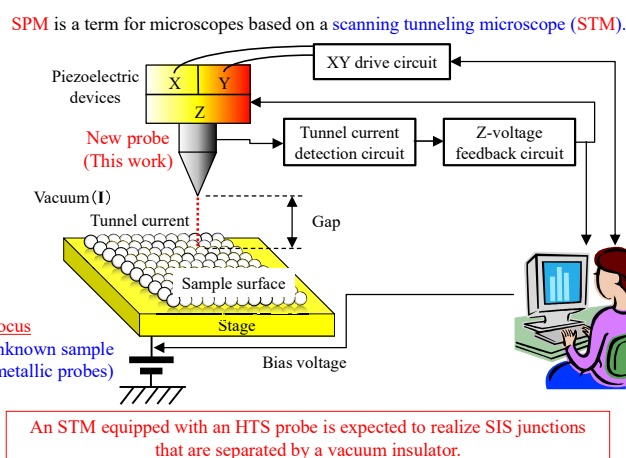 SPM is a term for microscopes based on a scanning tunneling microscope (STM).
XY drive circuit
Piezoelectric
devices
X
Y
Z
New probe
(This work)
Tunnel current
detection circuit
Z-voltage
feedback circuit
Vacuum(I)
Tunnel current
Gap
Sample surface
Stage
ocus
nknown sample
metallic probes)
Bias voltage
An STM equipped with an HTS probe is expected to realize SIS junctions
that are separated by a vacuum insulator.